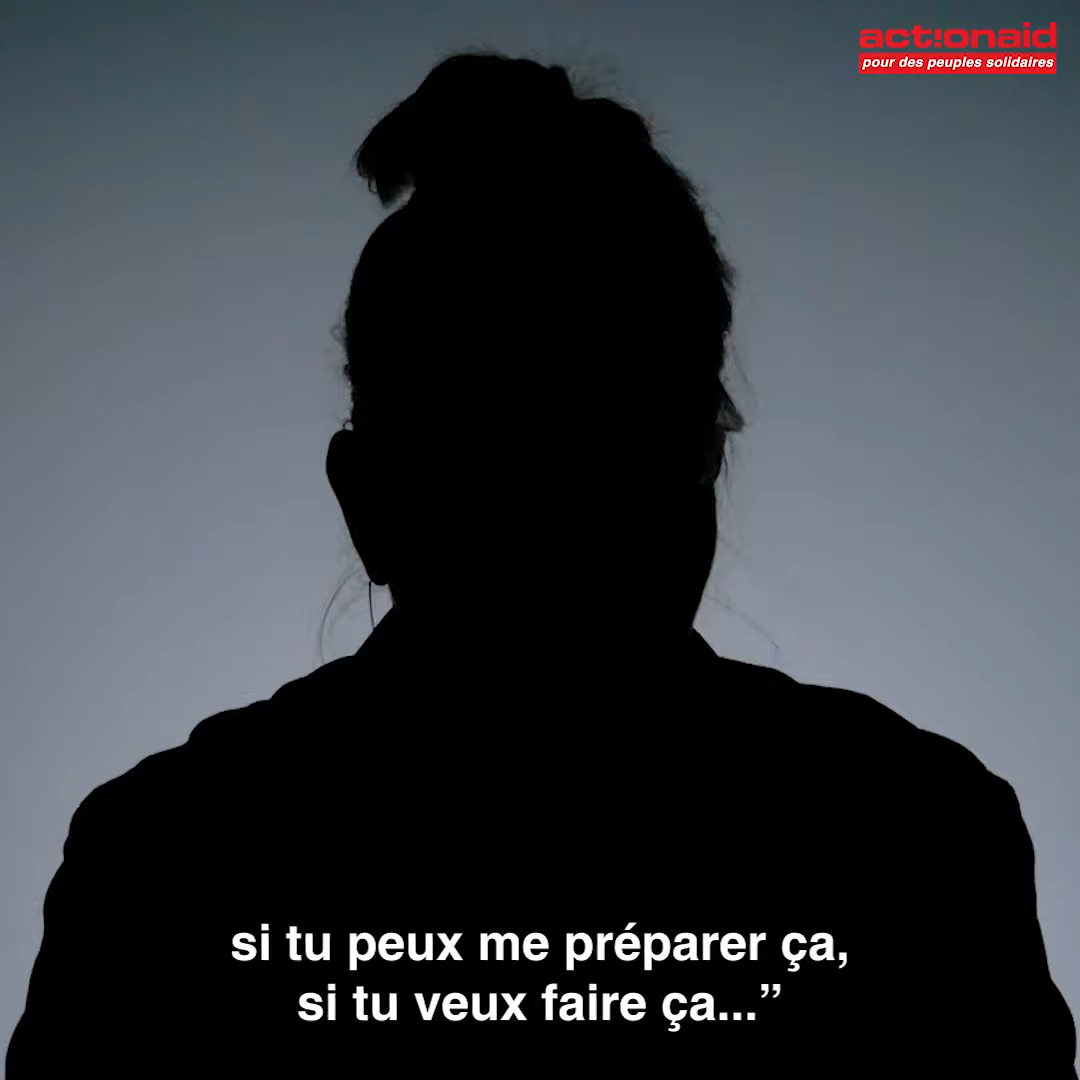 act!onaid
pour des peuples solidaires
si tu peux me préparer ça,
si tu veux faire ça...”